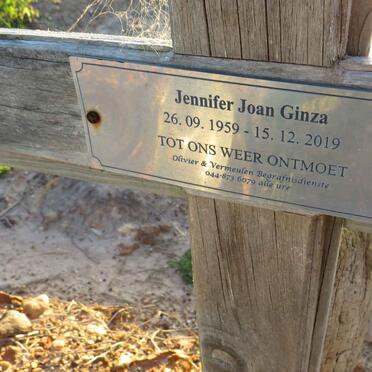 Jennifer Joan Ginza
26. 09. 1959 - 15. 12. 2019
TOT ONS WEER ONTMOET
Olivier & Vermeulen Begrafnisdienste
044-873 6079 alle ure